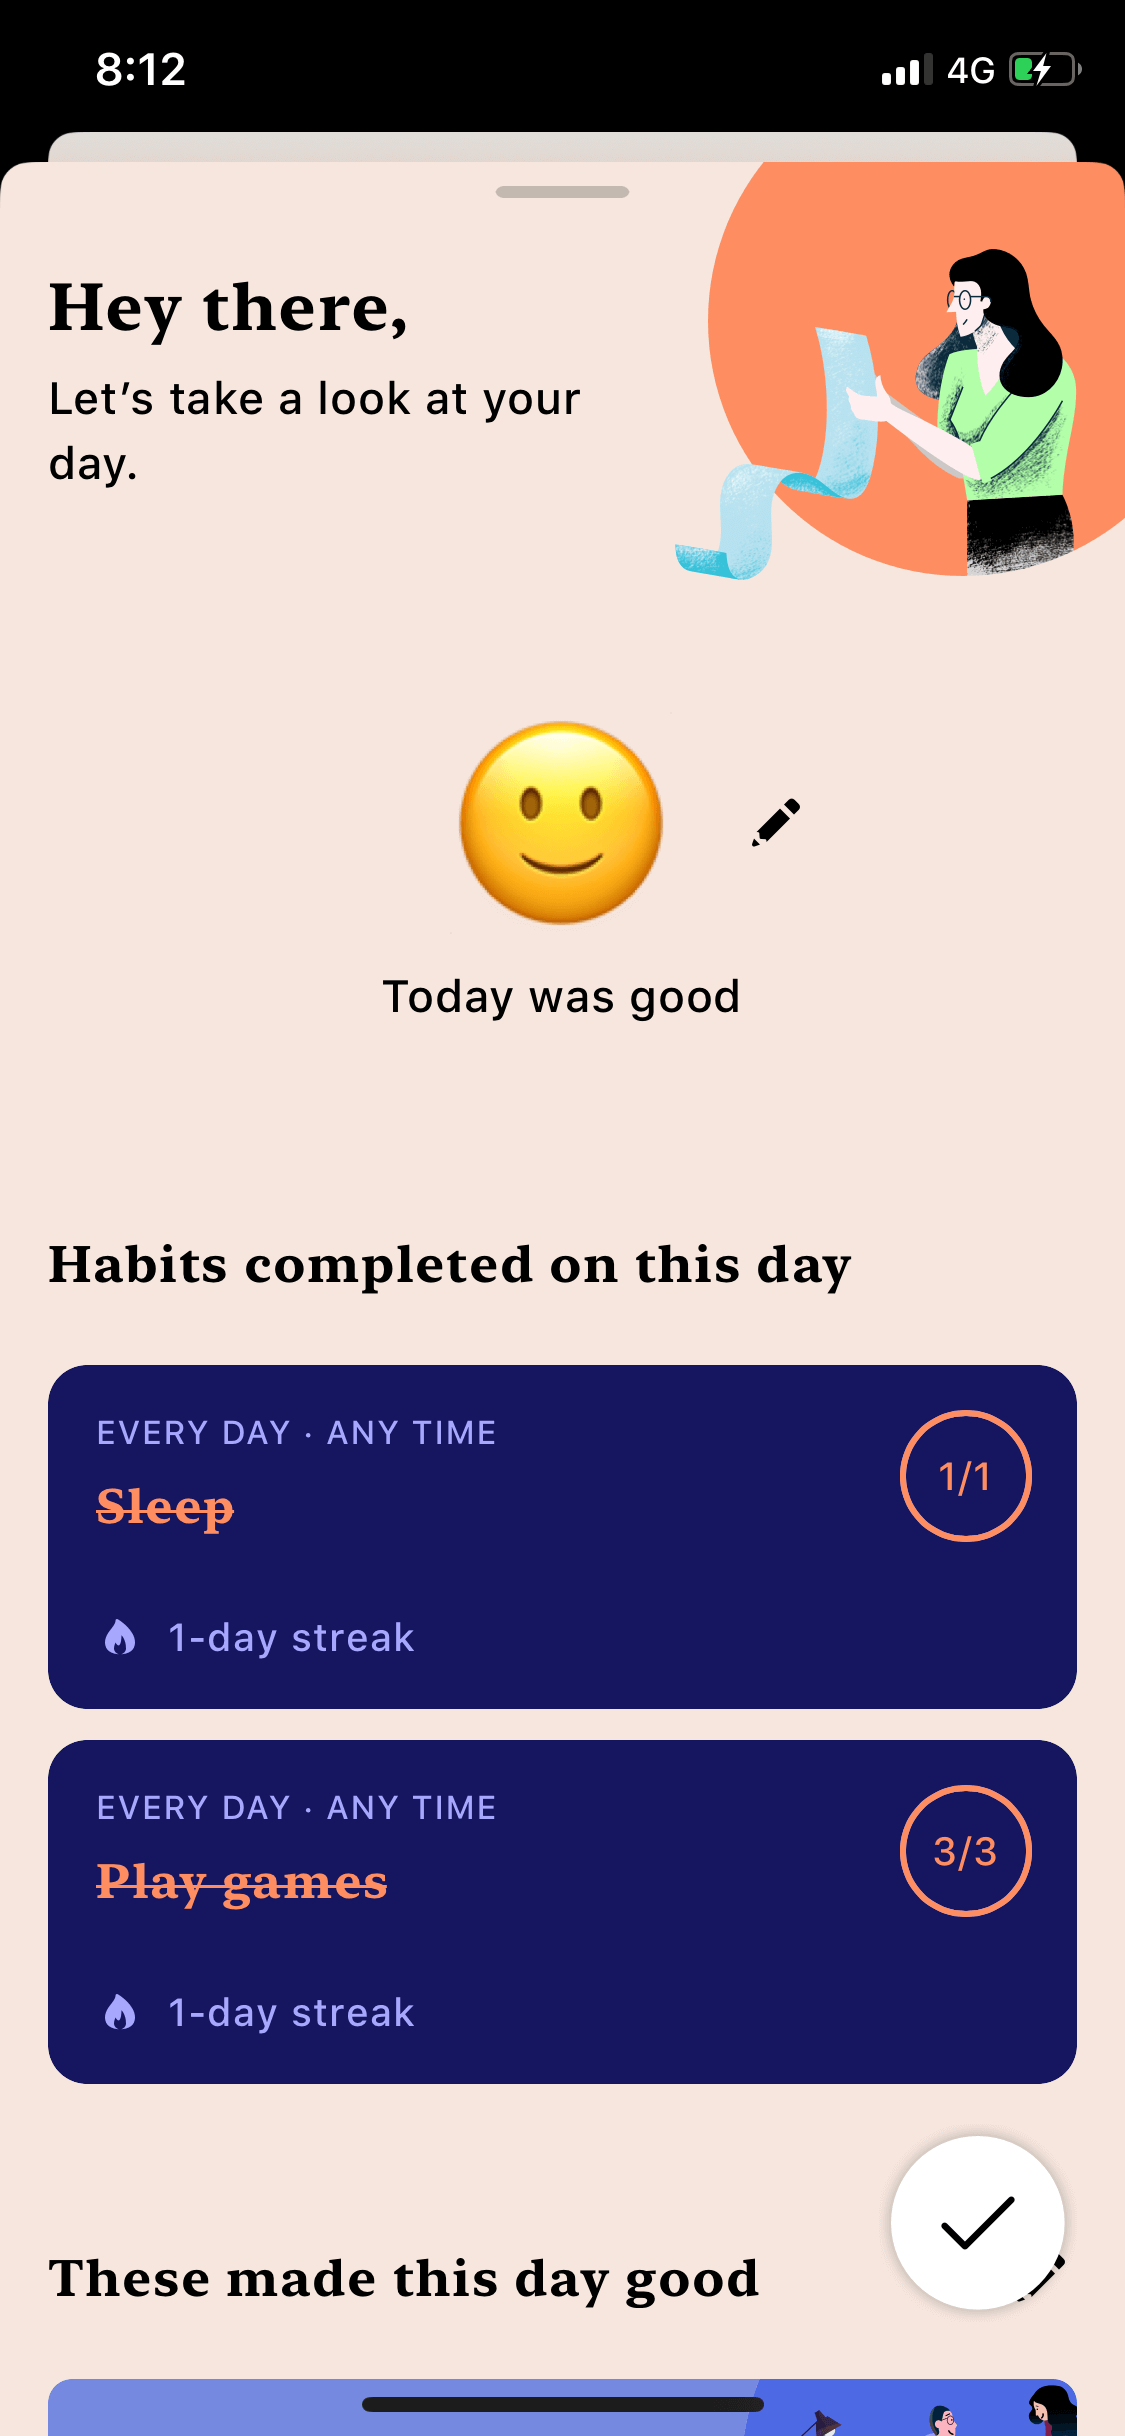 8:12
4G
Hey there,
Let’s take a look at your
day.
Today was good
Habits completed on this day
EVERY DAY · ANY TIME
Sleep
1/1
1-day streak
EVERY DAY · ANY TIME
Play games
3/3
1-day streak
These made this day good